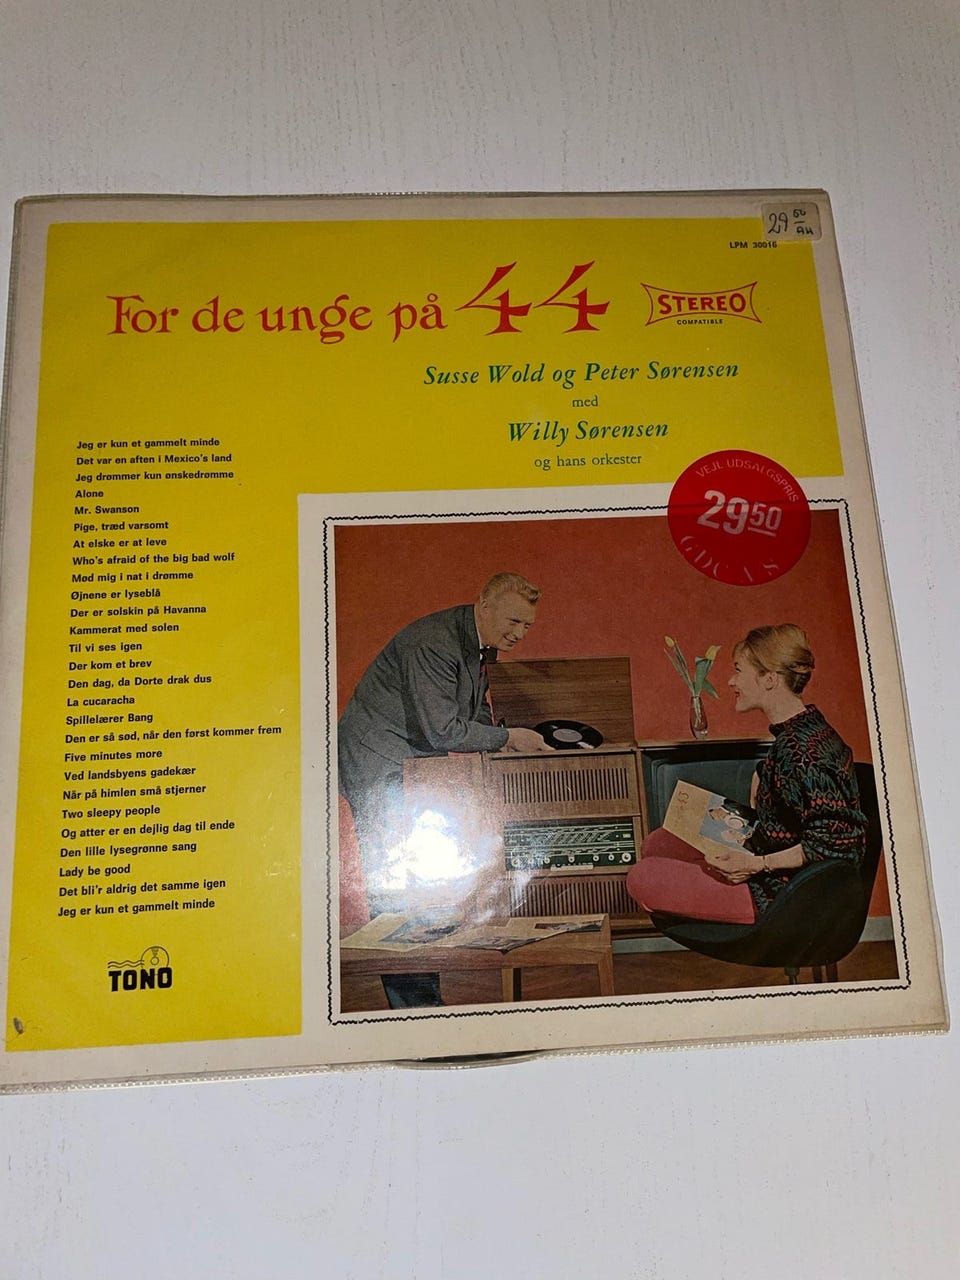 29 50
AH
LPM 30016
For de unge på 44
STEREO
COMPATIBLE
Susse Wold og Peter Sørensen
med
Willy Sørensen
og hans orkester
VEJL UDSALGSPRIS
29 50
Jeg er kun et gammelt minde
Det var en aften i Mexico's land
Jeg drømmer kun ønskedrømme
Alone
Mr. Swanson
Pige, træd varsomt
At elske er at leve
Who's afraid of the big bad wolf
Mød mig i nat i drømme
Øjnene er lyseblå
Der er solskin på Havanna
Kammerat med solen
Til vi ses igen
Der kom et brev
Den dag, da Dorte drak dus
La cucaracha
Spillelærer Bang
Den er så sød, når den først kommer frem
Five minutes more
Ved landsbyens gadekær
Når på himlen små stjerner
Two sleepy people
Og atter er en dejlig dag til ende
Den lille lysegrønne sang
Lady be good
Det bli'r aldrig det samme igen
Jeg er kun et gammelt minde
TONO